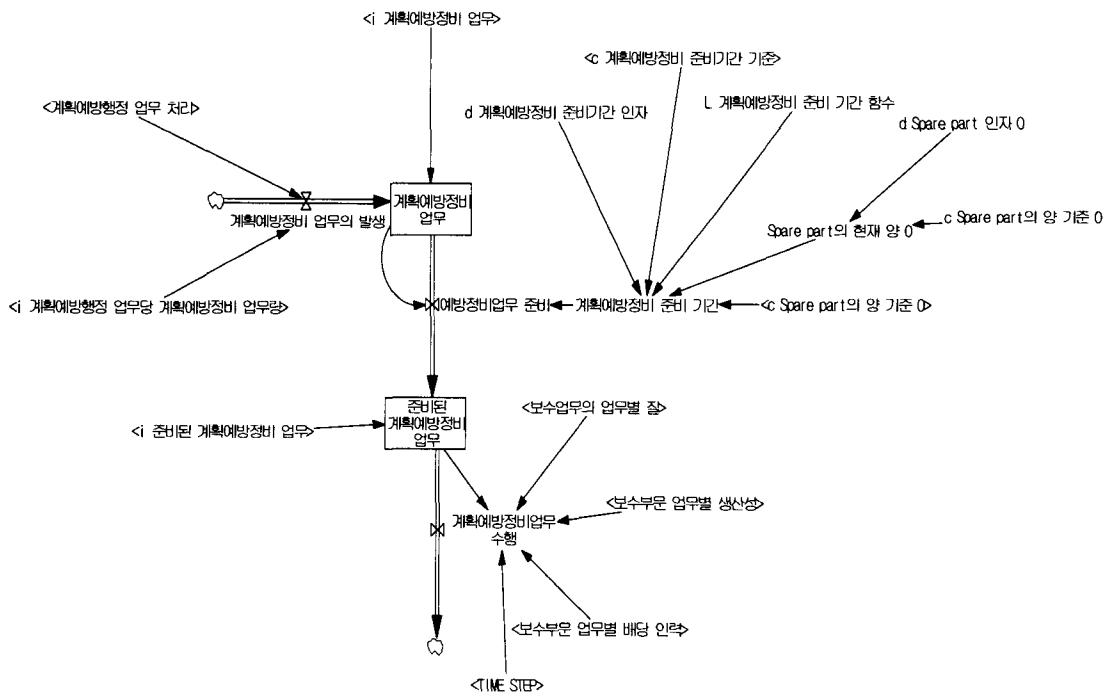 <i 계획예방정비 업무>
<c 계획예방정비 준비기간 기준>
<계획예방행정 업무 처리>
d 계획예방정비 준비기간 인자
L 계획예방정비 준비 기간 함수
d Spare part 인자 0
계획예방정비
업무
계획예방정비 업무의 발생
c Spare part의 양 기준 0
Spare part의 현재 양 0
<i 계획예방행정 업무당 계획예방정비 업무량>
예방정비업무 준비
계획예방정비 준비 기간
<c Spare part의 양 기준 0>
준비된
계획예방정비
업무
<보수업무의 업무별 질>
<i 준비된 계획예방정비 업무>
<보수부문 업무별 생산성>
계획예방정비업무
수행
<보수부문 업무별 배당 인력>
<TIME STEP>